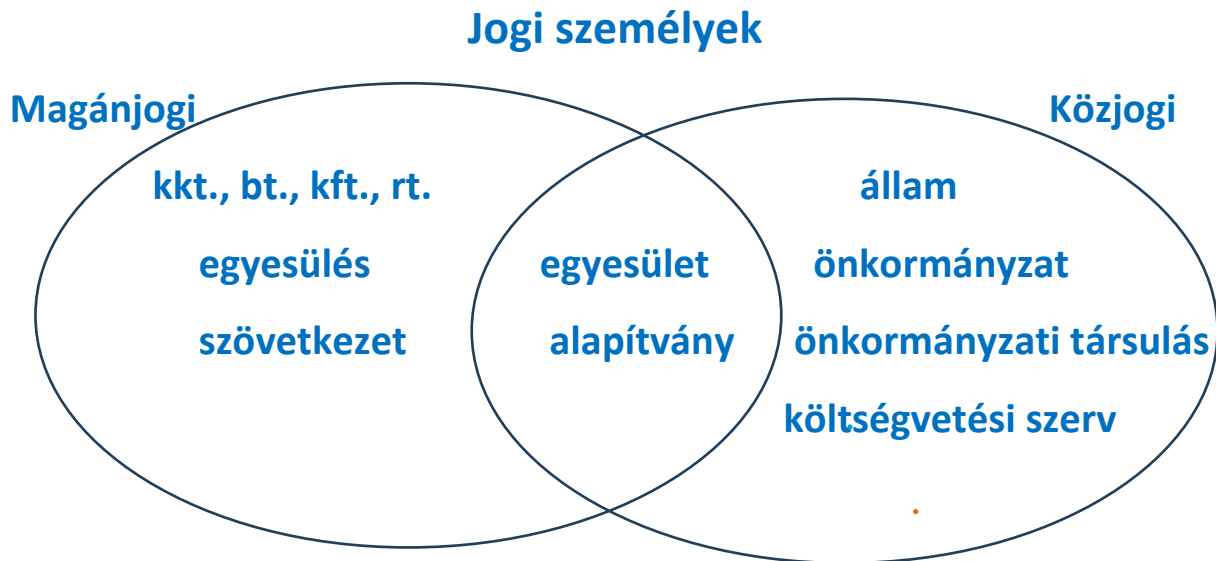 Jogi személyek
Magánjogi
Közjogi
kkt., bt., kft., rt.
egyesülés
szövetkezet
egyesület
alapítvány
állam
önkormányzat
önkormányzati társulás
költségvetési szerv